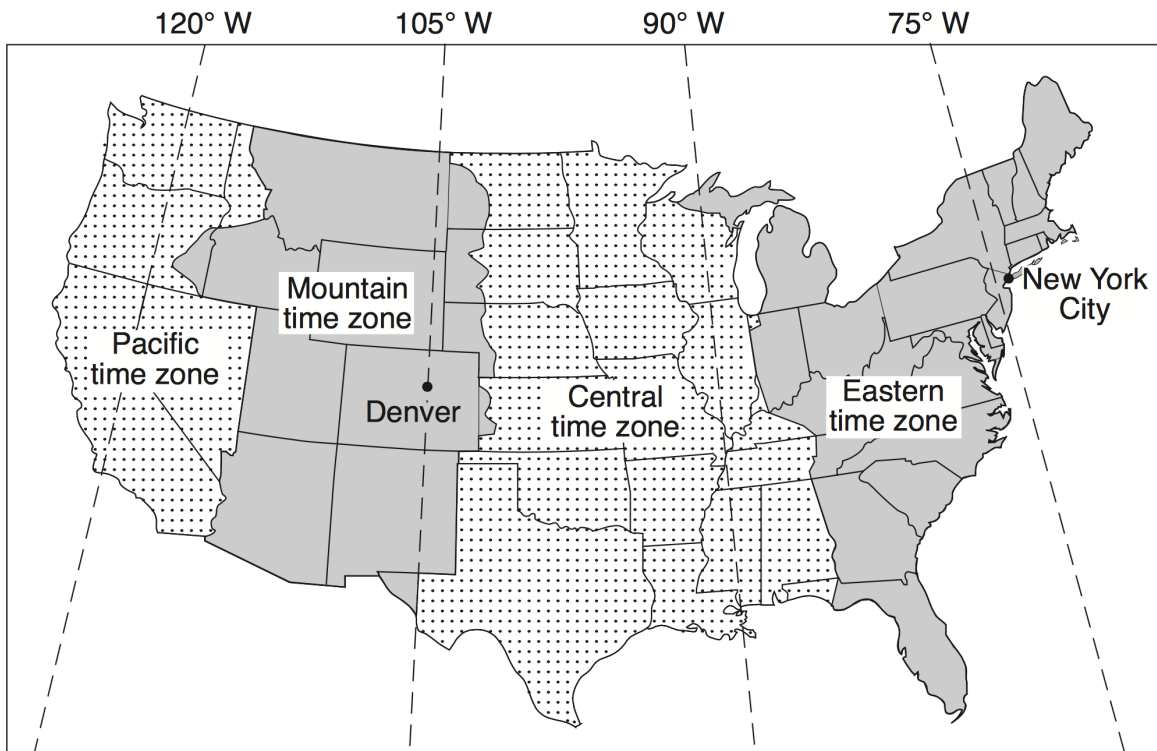 120° W 105° W 90° W 75° W
New York
City
Mountain
time zone
Pacific
time zone
Denver
Central
time zone
Eastern
time zone